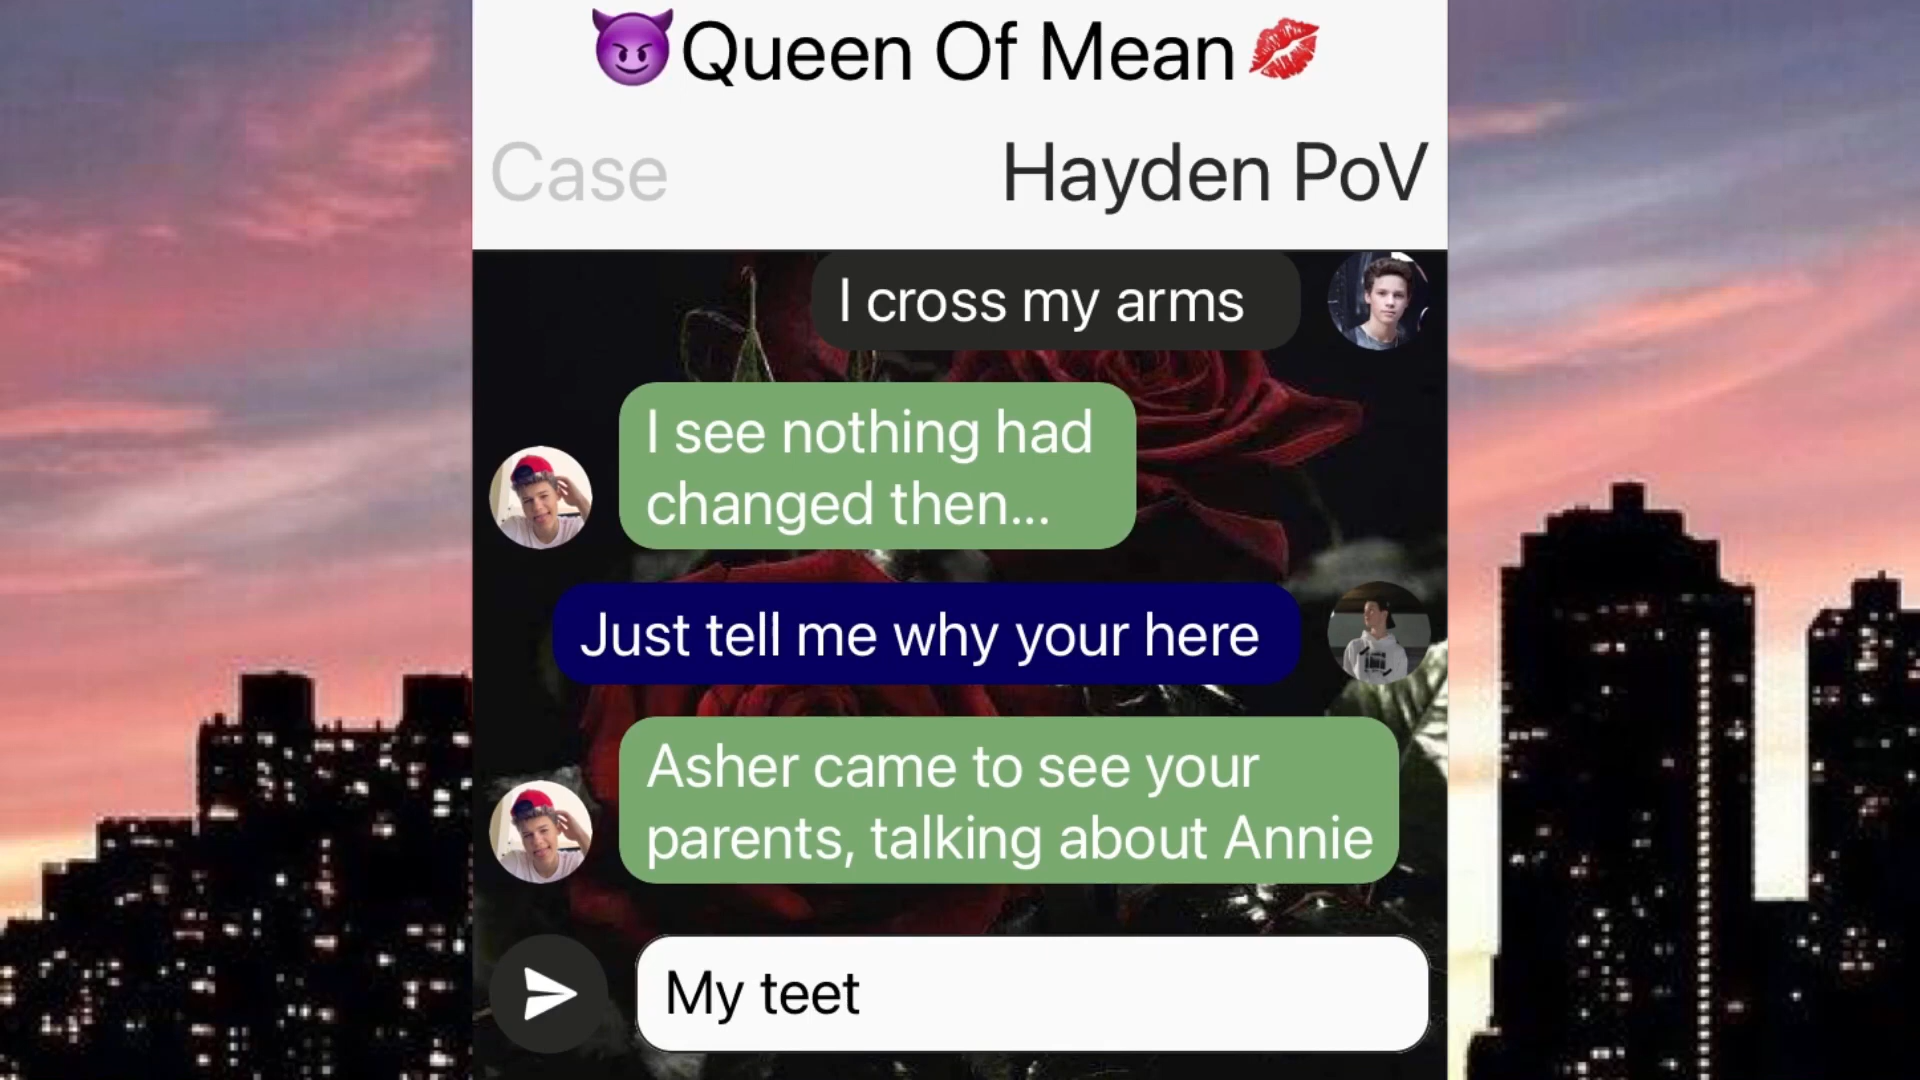 😈Queen Of Mean💋
Case
Hayden PoV
I cross my arms
I see nothing had
changed then...
Just tell me why your here
Asher came to see your
parents, talking about Annie
My teet